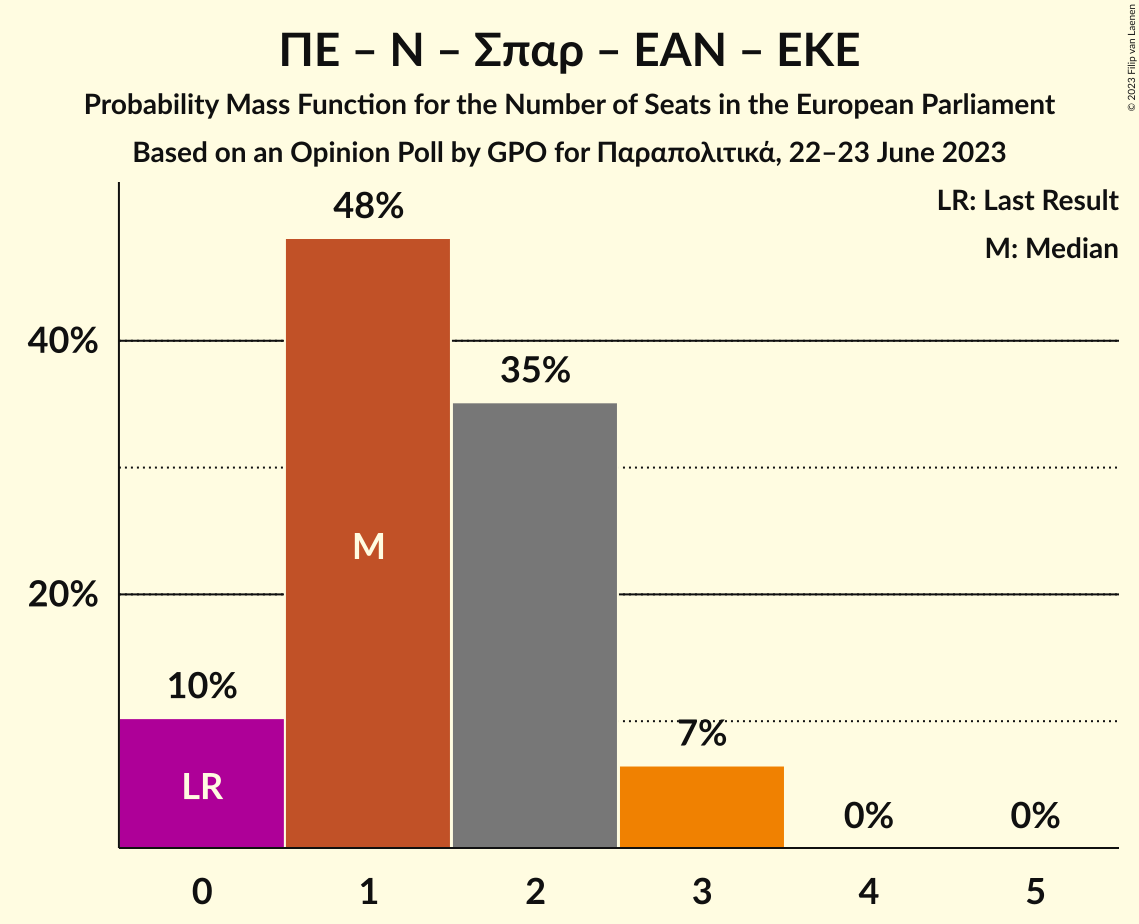 ΠΕ – Ν – Σπαρ – ΕΑΝ – ΕΚΕ
Probability Mass Function for the Number of Seats in the European Parliament
Based on an Opinion Poll by GPO for Παραπολιτικά, 22–23 June 2023
© 2023 Filip van Laenen
LR: Last Result
M: Median
48%
40%
35%
M
20%
10%
7%
LR
0%
0%
0
1
2
3
4
5